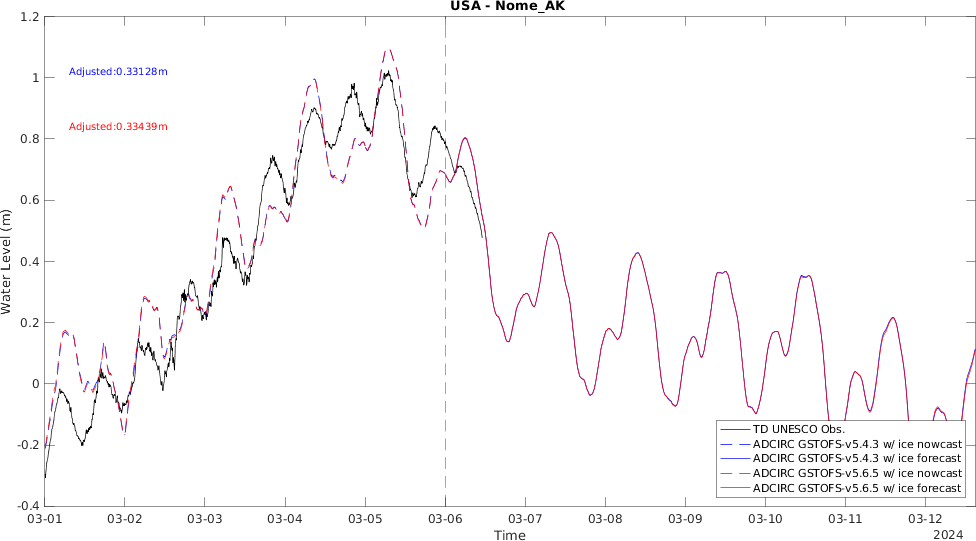 USA - Nome_AK
1.2
1
0.8
0.6
0.4
0.2
0
-0.2
-0.4
Water Level (m)
Adjusted:0.33128m
Adjusted:0.33439m
TD UNESCO Obs.
ADCIRC GSTOFS-v5.4.3 w/ ice nowcast
ADCIRC GSTOFS-v5.4.3 w/ ice forecast
ADCIRC GSTOFS-v5.6.5 w/ ice nowcast
ADCIRC GSTOFS-v5.6.5 w/ ice forecast
03-01 03-02 03-03 03-04 03-05 03-06 03-07 03-08 03-09 03-10 03-11 03-12
Time
2024